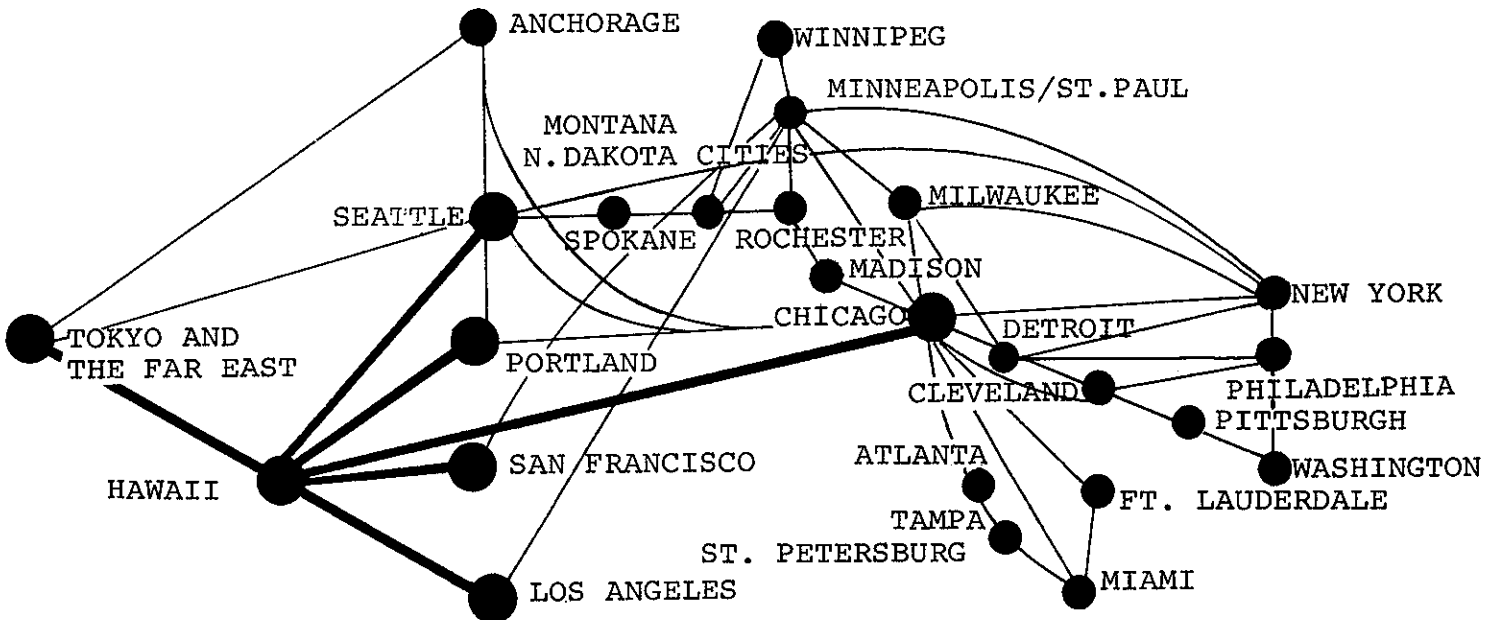 ANCHORAGE
WINNIPEG
MINNEAPOLIS/ST.PAUL
MONTANA
N.DAKOTA CITIES
MILWAUKEE
SEATTLE
SPOKANE
ROCHESTER
MADISON
NEW YORK
CHICAGO
DETROIT
TOKYO AND
THE FAR EAST
PORTLAND
CLEVELAND
PHILADELPHIA
PITTSBURGH
ATLANTA
SAN FRANCISCO
WASHINGTON
HAWAII
FT. LAUDERDALE
TAMPA
ST. PETERSBURG
LOS ANGELES
MIAMI